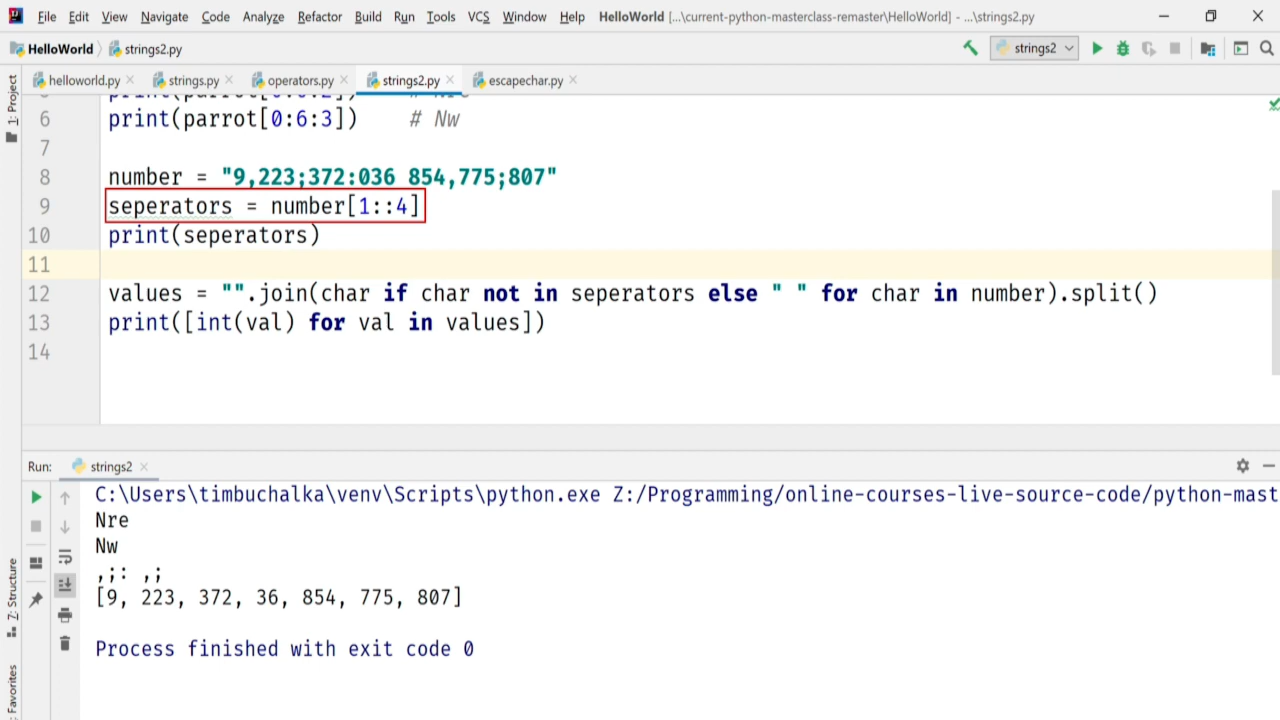 File Edit View Navigate Code Analyze Refactor Build Run Tools VCS Window Help HelloWorld [...\current-python-masterclass-remaster\HelloWorld] - ...\strings2.py
HelloWorld strings2.py strings2
helloworld.py strings.py operators.py strings2.py escapechar.py
1: Project
6 print(parrot[0:6:3]) # Nw
7
8 number = "9,223;372:036 854,775;807"
9 seperators = number[1::4]
10 print(seperators)
11
12 values = "".join(char if char not in seperators else " " for char in number).split()
13 print([int(val) for val in values])
14
Run: strings2
C:\Users\timbuchalka\venv\Scripts\python.exe Z:/Programming/online-courses-live-source-code/python-mast
Nre
Nw
,;: ,;
[9, 223, 372, 36, 854, 775, 807]
Process finished with exit code 0
Z: Structure
Favorites